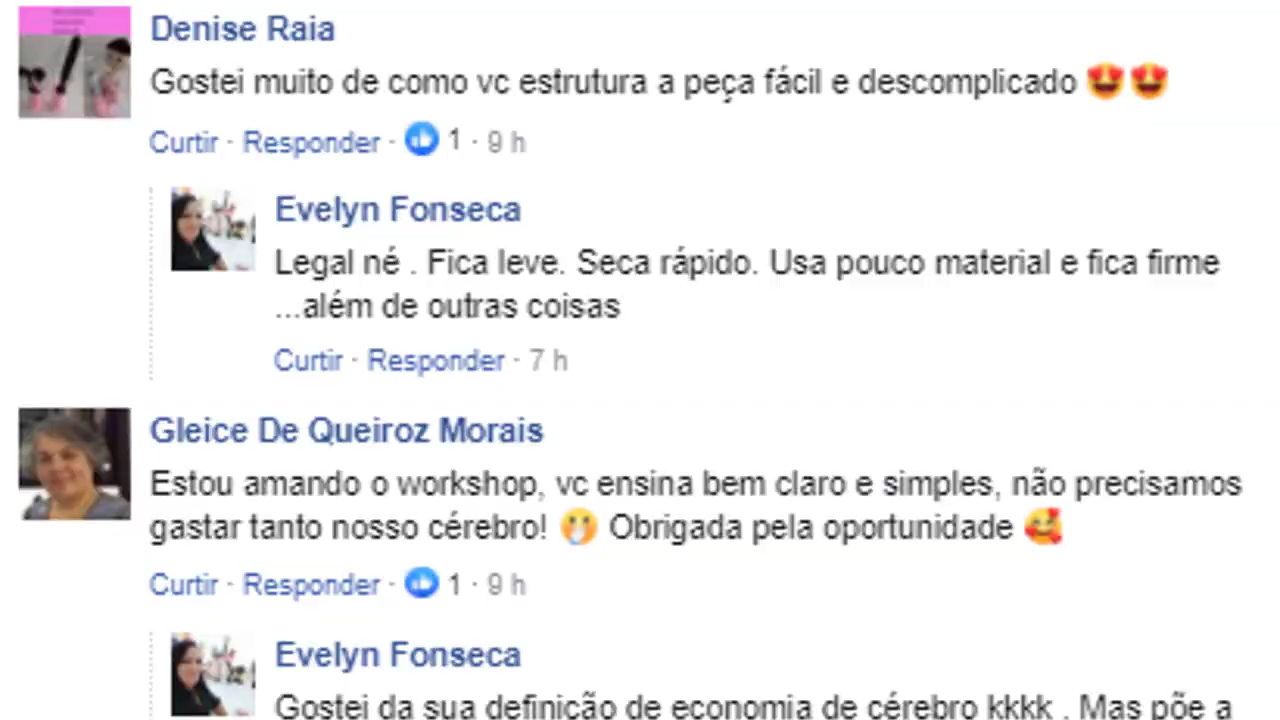 Denise Raia
Gostei muito de como vc estrutura a peça fácil e descomplicado 😍😍
Curtir · Responder · 1 · 9 h
Evelyn Fonseca
Legal né . Fica leve. Seca rápido. Usa pouco material e fica firme
...além de outras coisas
Curtir · Responder · 7 h
Gleice De Queiroz Morais
Estou amando o workshop, vc ensina bem claro e simples, não precisamos
gastar tanto nosso cérebro! 🤭 Obrigada pela oportunidade 🥰
Curtir · Responder · 1 · 9 h
Evelyn Fonseca
Gostei da sua definição de economia de cérebro kkkk . Mas põe a